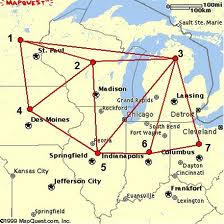 MAPQUEST
100mi
100km
Sault Ste. Marie
1
3
St. Paul
2
Madison
Lansing
Rockford
Grand Rapids
4
Chicago
Detroit
Des Moines
South Bend
Cleveland
Fort Wayne
Peoria
6
7
Springfield
Indianapolis
Columbus
5
Dayton
Kansas City
Cincinnati
Jefferson City
Frankfort
Evansville
Lexington
Springfield
©1999 MapQuest.com, Inc.